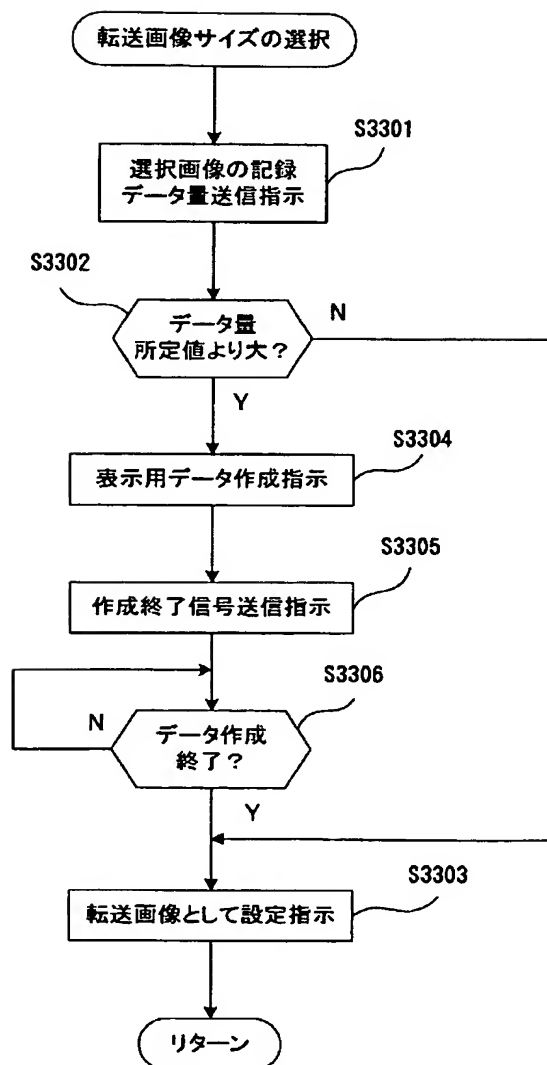 転送画像サイズの選択
S3301
選択画像の記録
データ量送信指示
S3302
データ量
所定値より大？
N
Y
S3304
表示用データ作成指示
S3305
作成終了信号送信指示
S3306
データ作成
終了？
N
Y
S3303
転送画像として設定指示
リターン